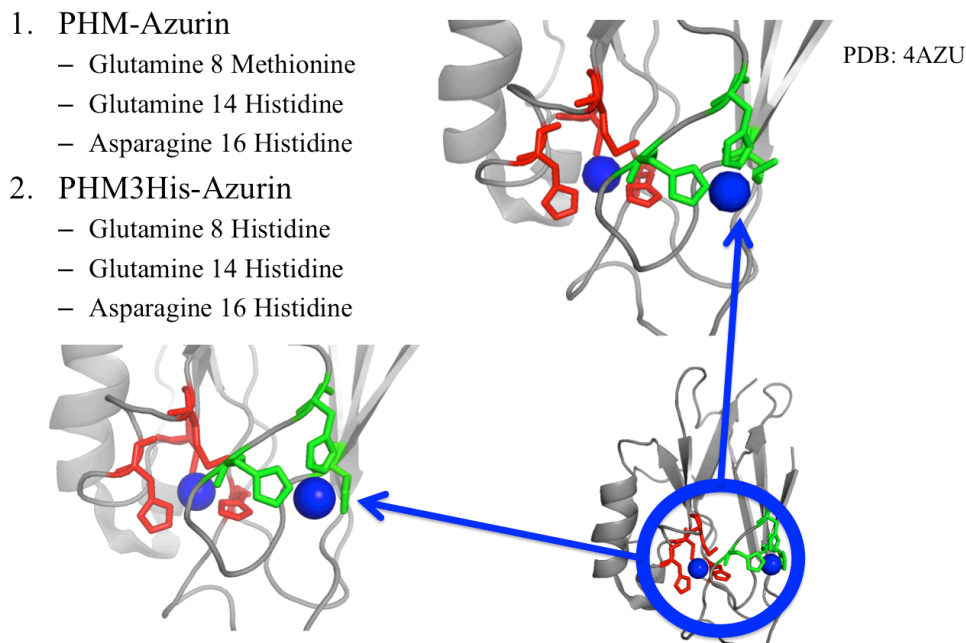 1. PHM-Azurin
– Glutamine 8 Methionine
– Glutamine 14 Histidine
– Asparagine 16 Histidine
2. PHM3His-Azurin
– Glutamine 8 Histidine
– Glutamine 14 Histidine
– Asparagine 16 Histidine
PDB: 4AZU